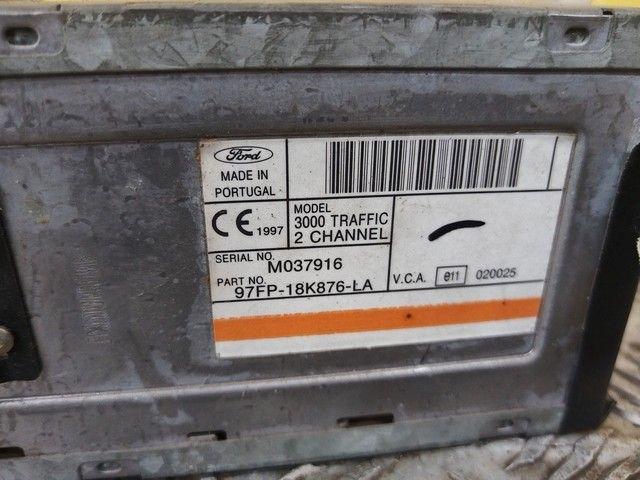 Ford
MADE IN
PORTUGAL
CE 1997
MODEL
3000 TRAFFIC
2 CHANNEL
SERIAL NO.
M037916
PART NO.
97FP-18K876-LA
V.C.A. e11 020025